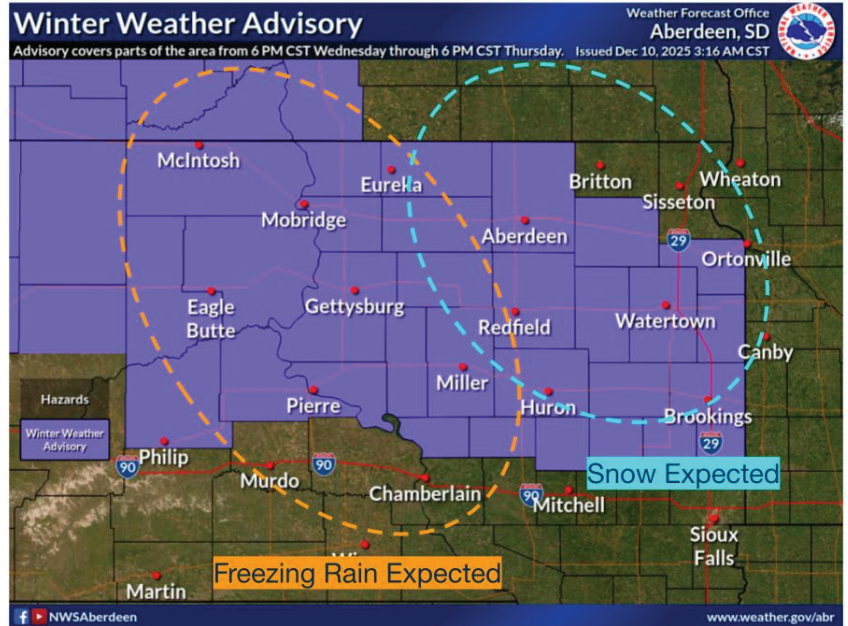 Winter Weather Advisory
Weather Forecast Office
Aberdeen, SD
Advisory covers parts of the area from 6 PM CST Wednesday through 6 PM CST Thursday. Issued Dec 10, 2025 3:16 AM CST
NATIONAL WEATHER SERVICE
McIntosh
Eureka
Britton
Wheaton
Sisseton
Mobridge
Aberdeen
29
Ortonville
Eagle
Butte
Gettysburg
Redfield
Watertown
Canby
Miller
Hazards
Pierre
Huron
Brookings
Winter Weather
Advisory
29
Philip
90
90
Snow Expected
Murdo
Chamberlain
90
Mitchell
Sioux
Falls
Freezing Rain Expected
Martin
NWSAberdeen
www.weather.gov/abr